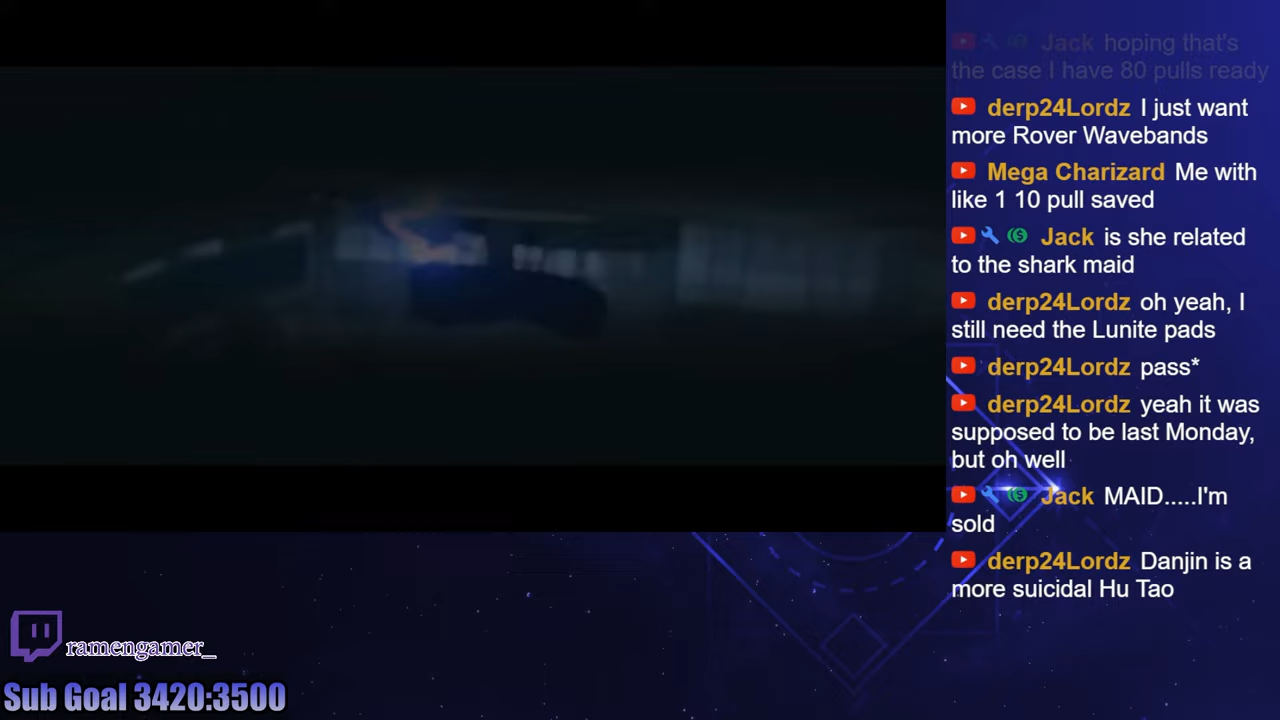 Jack hoping that's
the case I have 80 pulls ready
derp24Lordz I just want
more Rover Wavebands
Mega Charizard Me with
like 1 10 pull saved
Jack is she related
to the shark maid
derp24Lordz oh yeah, I
still need the Lunite pads
derp24Lordz pass*
derp24Lordz yeah it was
supposed to be last Monday,
but oh well
Jack MAID.....I'm
sold
derp24Lordz Danjin is a
more suicidal Hu Tao
ramengamer_
Sub Goal 3420:3500